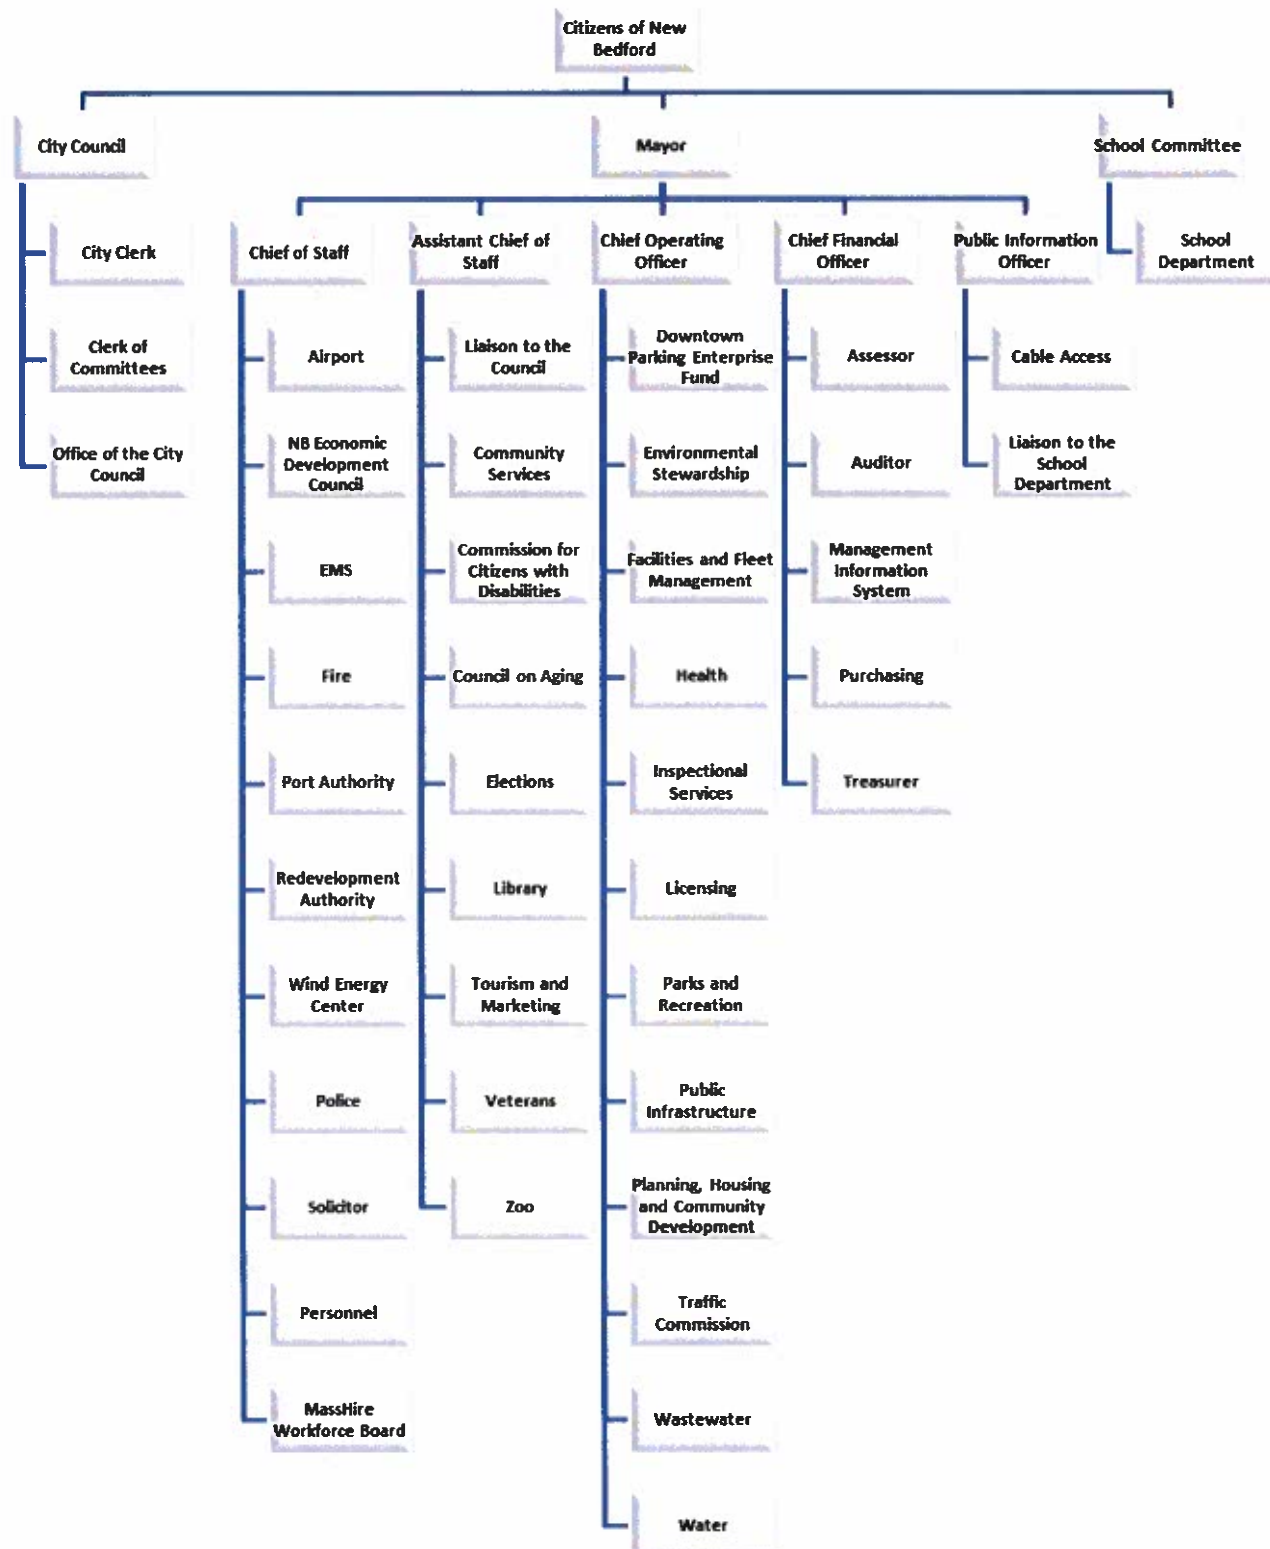 Citizens of New
Bedford
City Council
Mayor
School Committee
City Clerk
Clerk of
Committees
Office of the City
Council
Chief of Staff
Airport
NB Economic
Development
Council
EMS
Fire
Port Authority
Redevelopment
Authority
Wind Energy
Center
Police
Solicitor
Personnel
MassHire
Workforce Board
Assistant Chief of
Staff
Liaison to the
Council
Community
Services
Commission for
Citizens with
Disabilities
Council on Aging
Elections
Library
Tourism and
Marketing
Veterans
Zoo
Chief Operating
Officer
Downtown
Parking Enterprise
Fund
Environmental
Stewardship
Facilities and Fleet
Management
Health
Inspectional
Services
Licensing
Parks and
Recreation
Public
Infrastructure
Planning, Housing
and Community
Development
Traffic
Commission
Wastewater
Water
Chief Financial
Officer
Assessor
Auditor
Management
Information
System
Purchasing
Treasurer
Public Information
Officer
Cable Access
Liaison to the
School
Department
School
Department